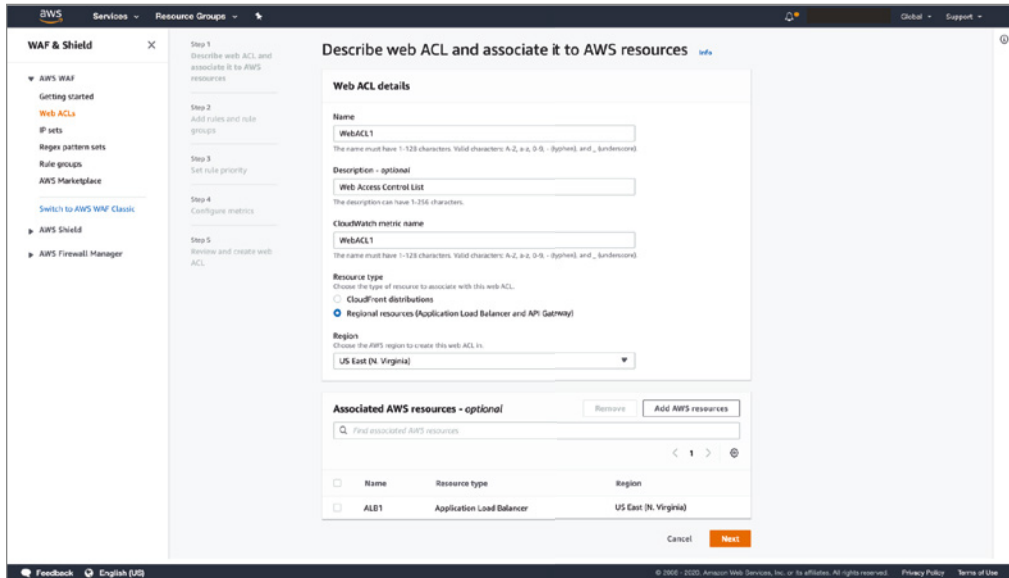 aws
Services
Resource Groups
Global
Support
WAF & Shield
AWS WAF
Getting started
Web ACLs
IP sets
Regex pattern sets
Rule groups
AWS Marketplace
Switch to AWS WAF Classic
AWS Shield
AWS Firewall Manager
Step 1
Describe web ACL and
associate it to AWS
resources
Step 2
Add rules and rule
groups
Step 3
Set rule priority
Step 4
Configure metrics
Step 5
Review and create web
ACL
Describe web ACL and associate it to AWS resources
Info
Web ACL details
Name
WebACL1
The name must have 1-128 characters. Valid characters: A-Z, a-z, 0-9, - (hyphen), and _ (underscore).
Description - optional
Web Access Control List
The description can have 1-256 characters.
CloudWatch metric name
WebACL1
The name must have 1-128 characters. Valid characters: A-Z, a-z, 0-9, - (hyphen), and _ (underscore).
Resource type
Choose the type of resource to associate with this web ACL.
CloudFront distributions
Regional resources (Application Load Balancer and API Gateway)
Region
Choose the AWS region to create this web ACL in.
US East (N. Virginia)
Associated AWS resources - optional
Remove
Add AWS resources
Find associated AWS resources
< 1 >
Name Resource type Region
ALB1 Application Load Balancer US East (N. Virginia)
Cancel
Next
Feedback
English (US)
© 2008 - 2020, Amazon Web Services, Inc. or its affiliates. All rights reserved.
Privacy Policy
Terms of Use